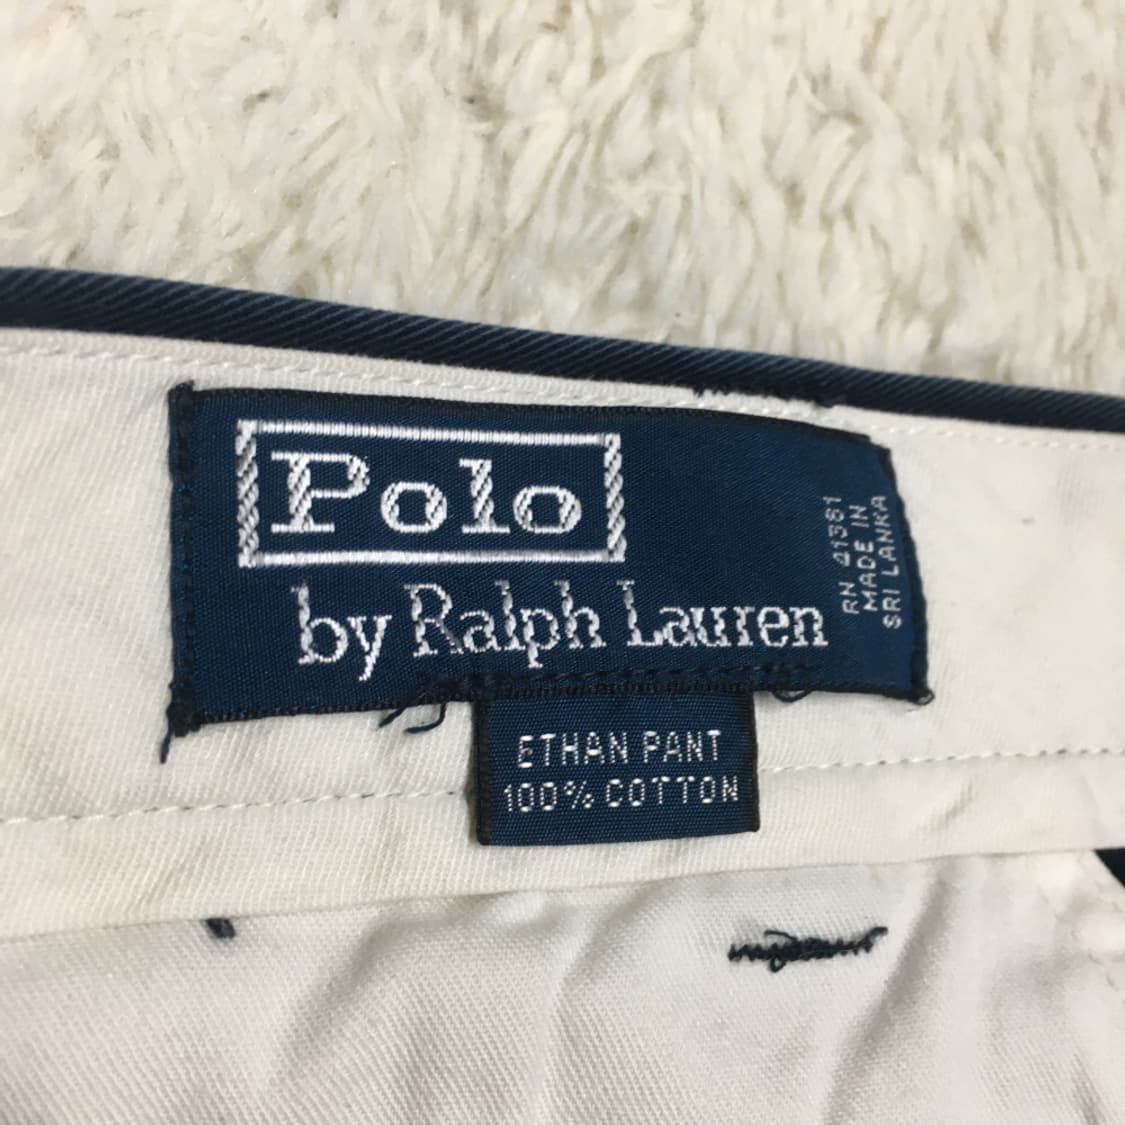 Polo
by Ralph Lauren
RN 41381
MADE IN
SRI LANKA
ETHAN PANT
100% COTTON